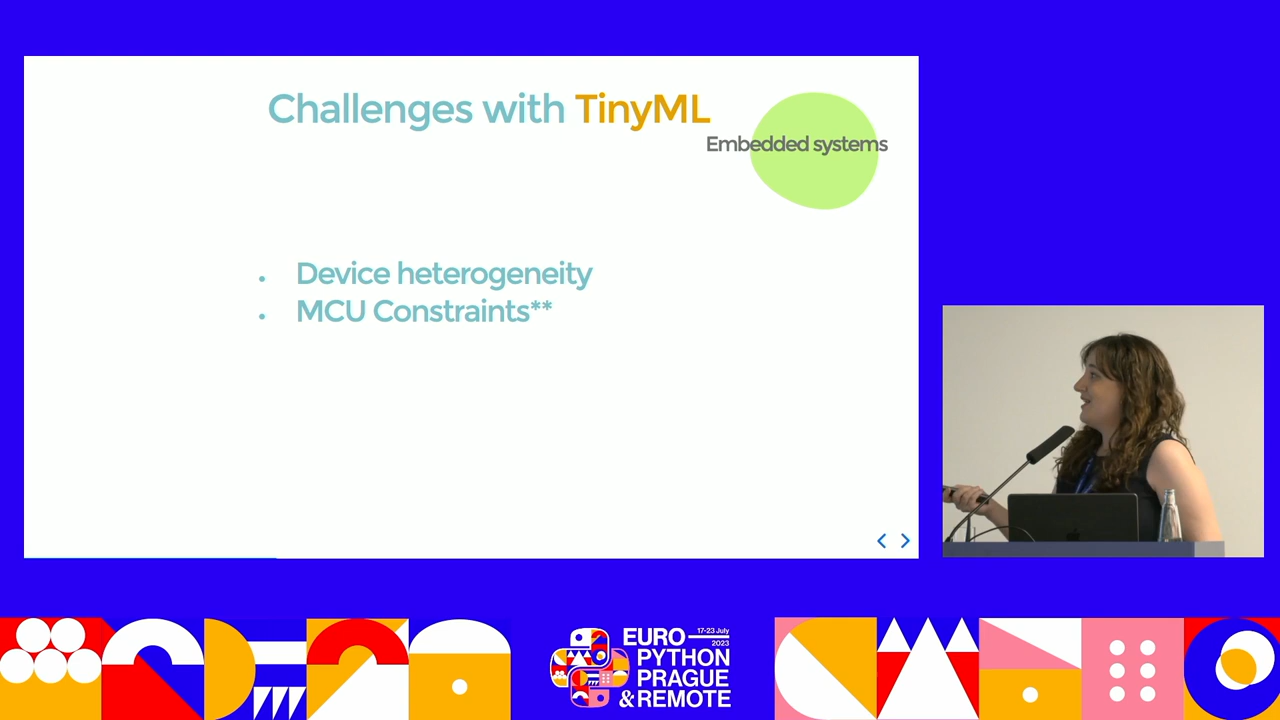 Challenges with TinyML
Embedded systems
Device heterogeneity
MCU Constraints**
EURO
17-23 July
2023
PYTHON
PRAGUE
& REMOTE